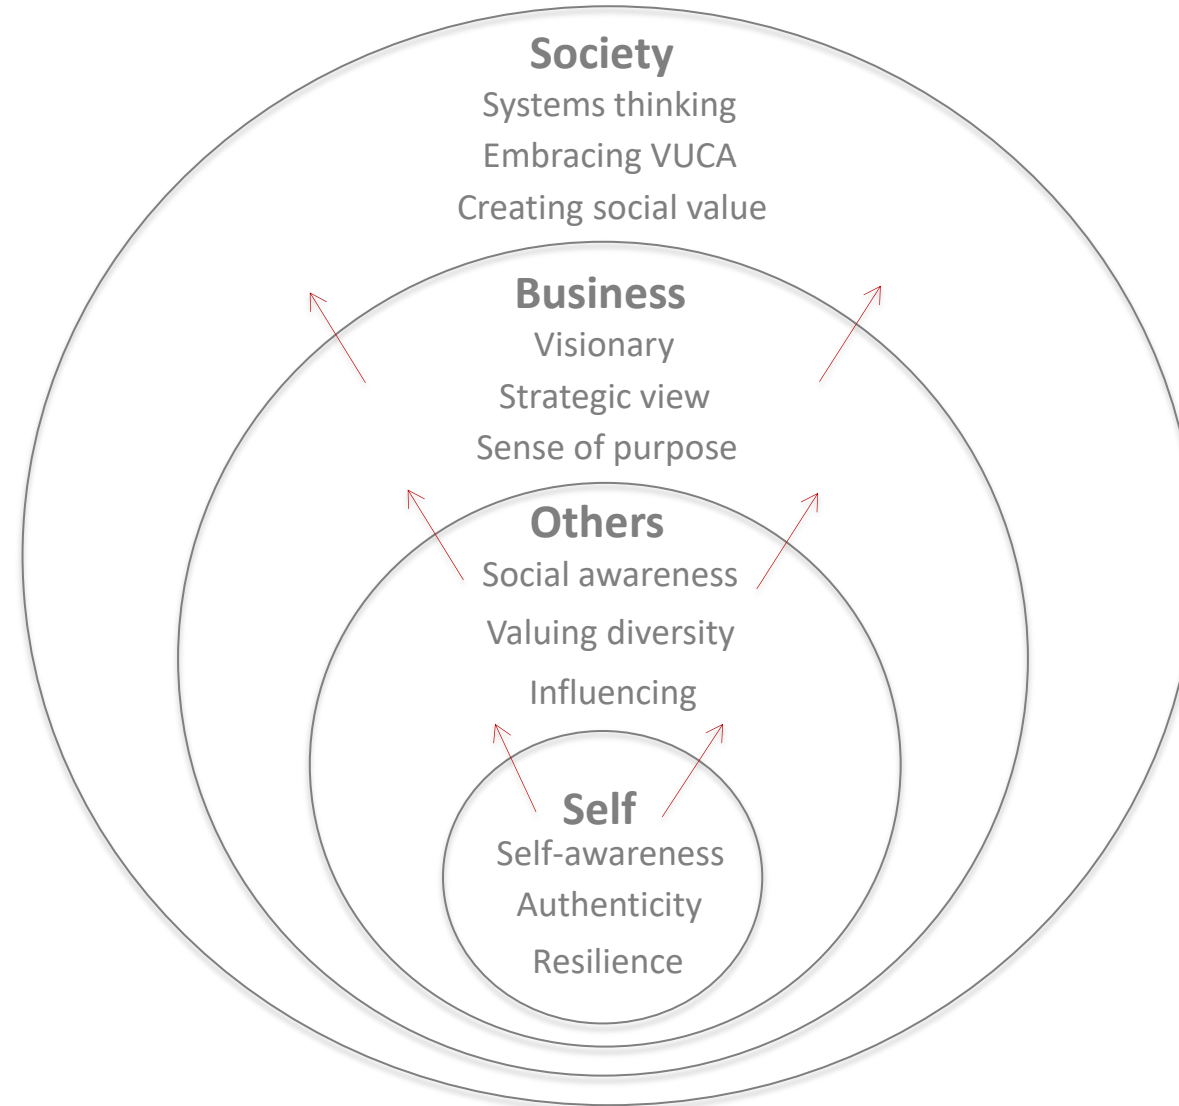 Society
Systems thinking
Embracing VUCA
Creating social value
Business
Visionary
Strategic view
Sense of purpose
Others
Social awareness
Valuing diversity
Influencing
Self
Self-awareness
Authenticity
Resilience